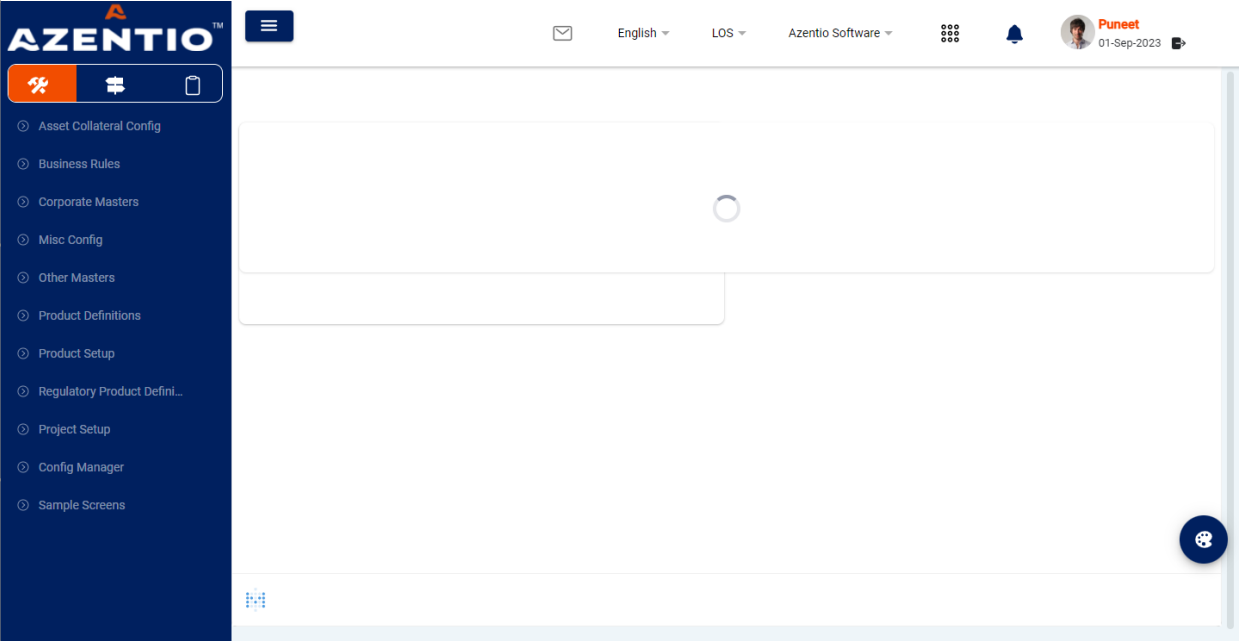 AZENTIO™
English
LOS
Azentio Software
Puneet
01-Sep-2023
Asset Collateral Config
Business Rules
Corporate Masters
Misc Config
Other Masters
Product Definitions
Product Setup
Regulatory Product Defini...
Project Setup
Config Manager
Sample Screens